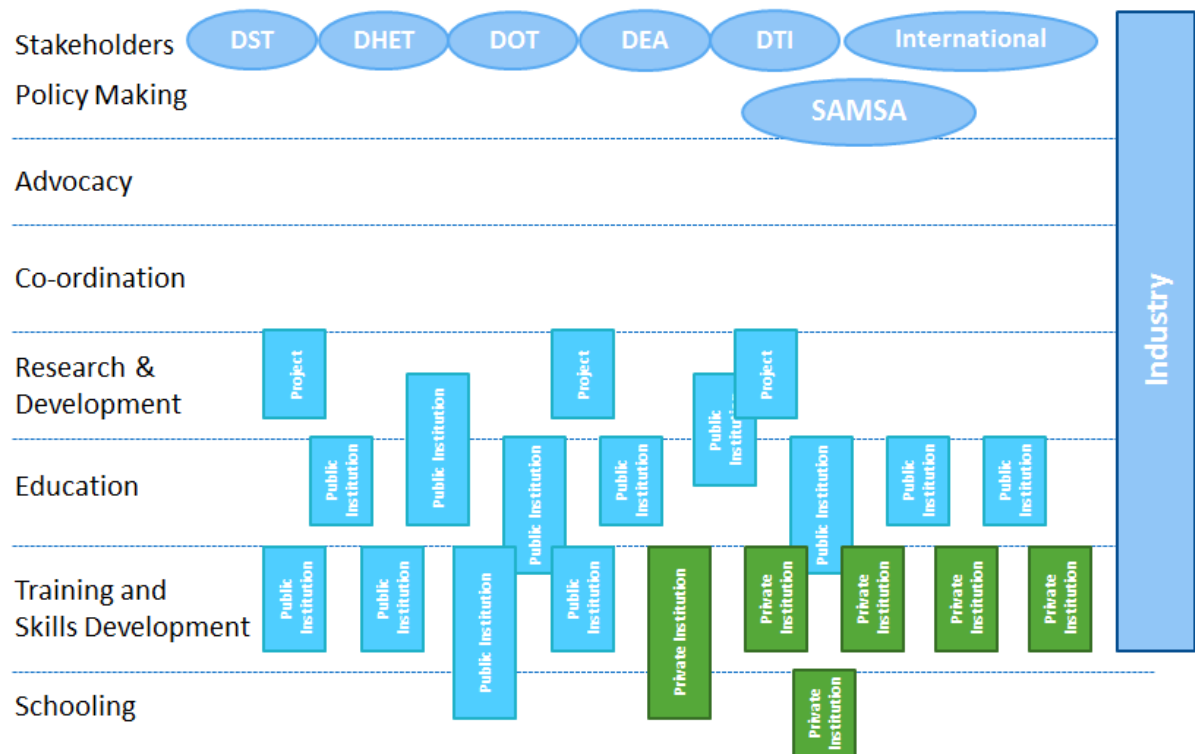 Stakeholders
DST
DHET
DOT
DEA
DTI
International
Policy Making
SAMSA
Advocacy
Co-ordination
Industry
Research &
Development
Project
Project
Project
Public Institution
Public
Institution
Education
Public
Institution
Public Institution
Public
Institution
Public Institution
Public
Institution
Public
Institution
Training and
Skills Development
Public
Institution
Public
Institution
Public Institution
Public
Institution
Private Institution
Private
Institution
Private
Institution
Private
Institution
Private
Institution
Schooling
Private
Institution